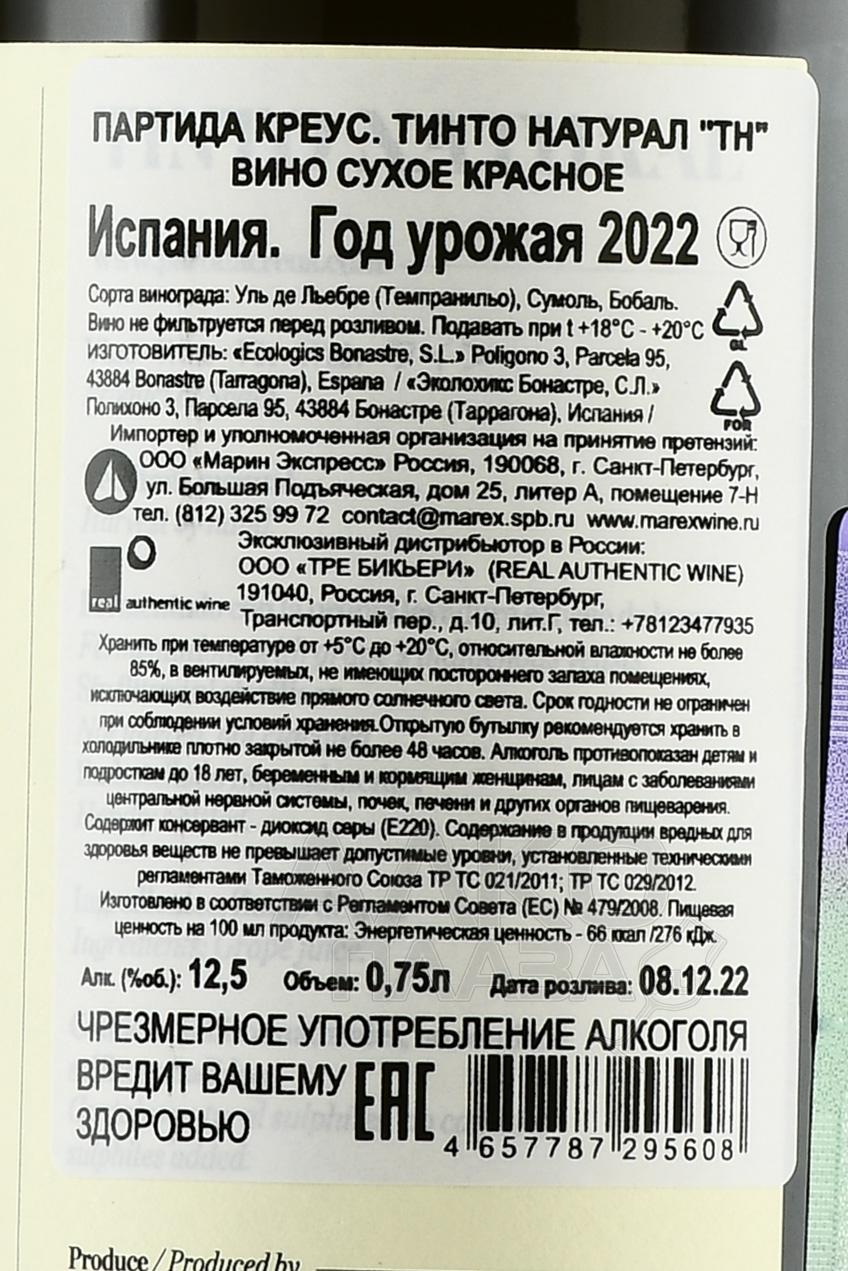 ПАРТИДА КРЕУС. ТИНТО НАТУРАЛ "ТН"
ВИНО СУХОЕ КРАСНОЕ
Испания. Год урожая 2022
Сорта винограда: Уль де Льебре (Темпранильо), Сумоль, Бобаль.
Вино не фильтруется перед розливом. Подавать при t +18°C - +20°C
GL
ИЗГОТОВИТЕЛЬ: «Ecologics Bonastre, S.L.» Poligono 3, Parcela 95,
43884 Bonastre (Tarragona), Espana / «Эколохикс Бонастре, С.Л.»
Полихоно 3, Парсела 95, 43884 Бонастре (Таррагона), Испания /
FOR
Импортер и уполномоченная организация на принятие претензий:
ООО «Марин Экспресс» Россия, 190068, г. Санкт-Петербург,
ул. Большая Подъяческая, дом 25, литер А, помещение 7-Н
тел. (812) 325 99 72 contact@marex.spb.ru www.marexwine.ru
Эксклюзивный дистрибьютор в России:
ООО «ТРЕ БИКЬЕРИ» (REAL AUTHENTIC WINE)
real authentic wine
191040, Россия, г. Санкт-Петербург,
Транспортный пер., д.10, лит.Г, тел.: +78123477935
Хранить при температуре от +5°C до +20°C, относительной влажности не более
85%, в вентилируемых, не имеющих постороннего запаха помещениях,
исключающих воздействие прямого солнечного света. Срок годности не ограничен
при соблюдении условий хранения.Открытую бутылку рекомендуется хранить в
холодильнике плотно закрытой не более 48 часов. Алкоголь противопоказан детям и
подросткам до 18 лет, беременным и кормящим женщинам, лицам с заболеваниями
центральной нервной системы, почек, печени и других органов пищеварения.
Содержит консервант - диоксид серы (Е220). Содержание в продукции вредных для
здоровья веществ не превышает допустимые уровни, установленные техническими
регламентами Таможенного Союза ТР ТС 021/2011; ТР ТС 029/2012.
Изготовлено в соответствии с Регламентом Совета (ЕС) № 479/2008. Пищевая
ценность на 100 мл продукта: Энергетическая ценность - 66 ккал /276 кДж.
Алк. (%об.): 12,5 Объем: 0,75л Дата розлива: 08.12.22
ЧРЕЗМЕРНОЕ УПОТРЕБЛЕНИЕ АЛКОГОЛЯ
ВРЕДИТ ВАШЕМУ
ЗДОРОВЬЮ
EAC
4 657787 295608
Produce / Produced by